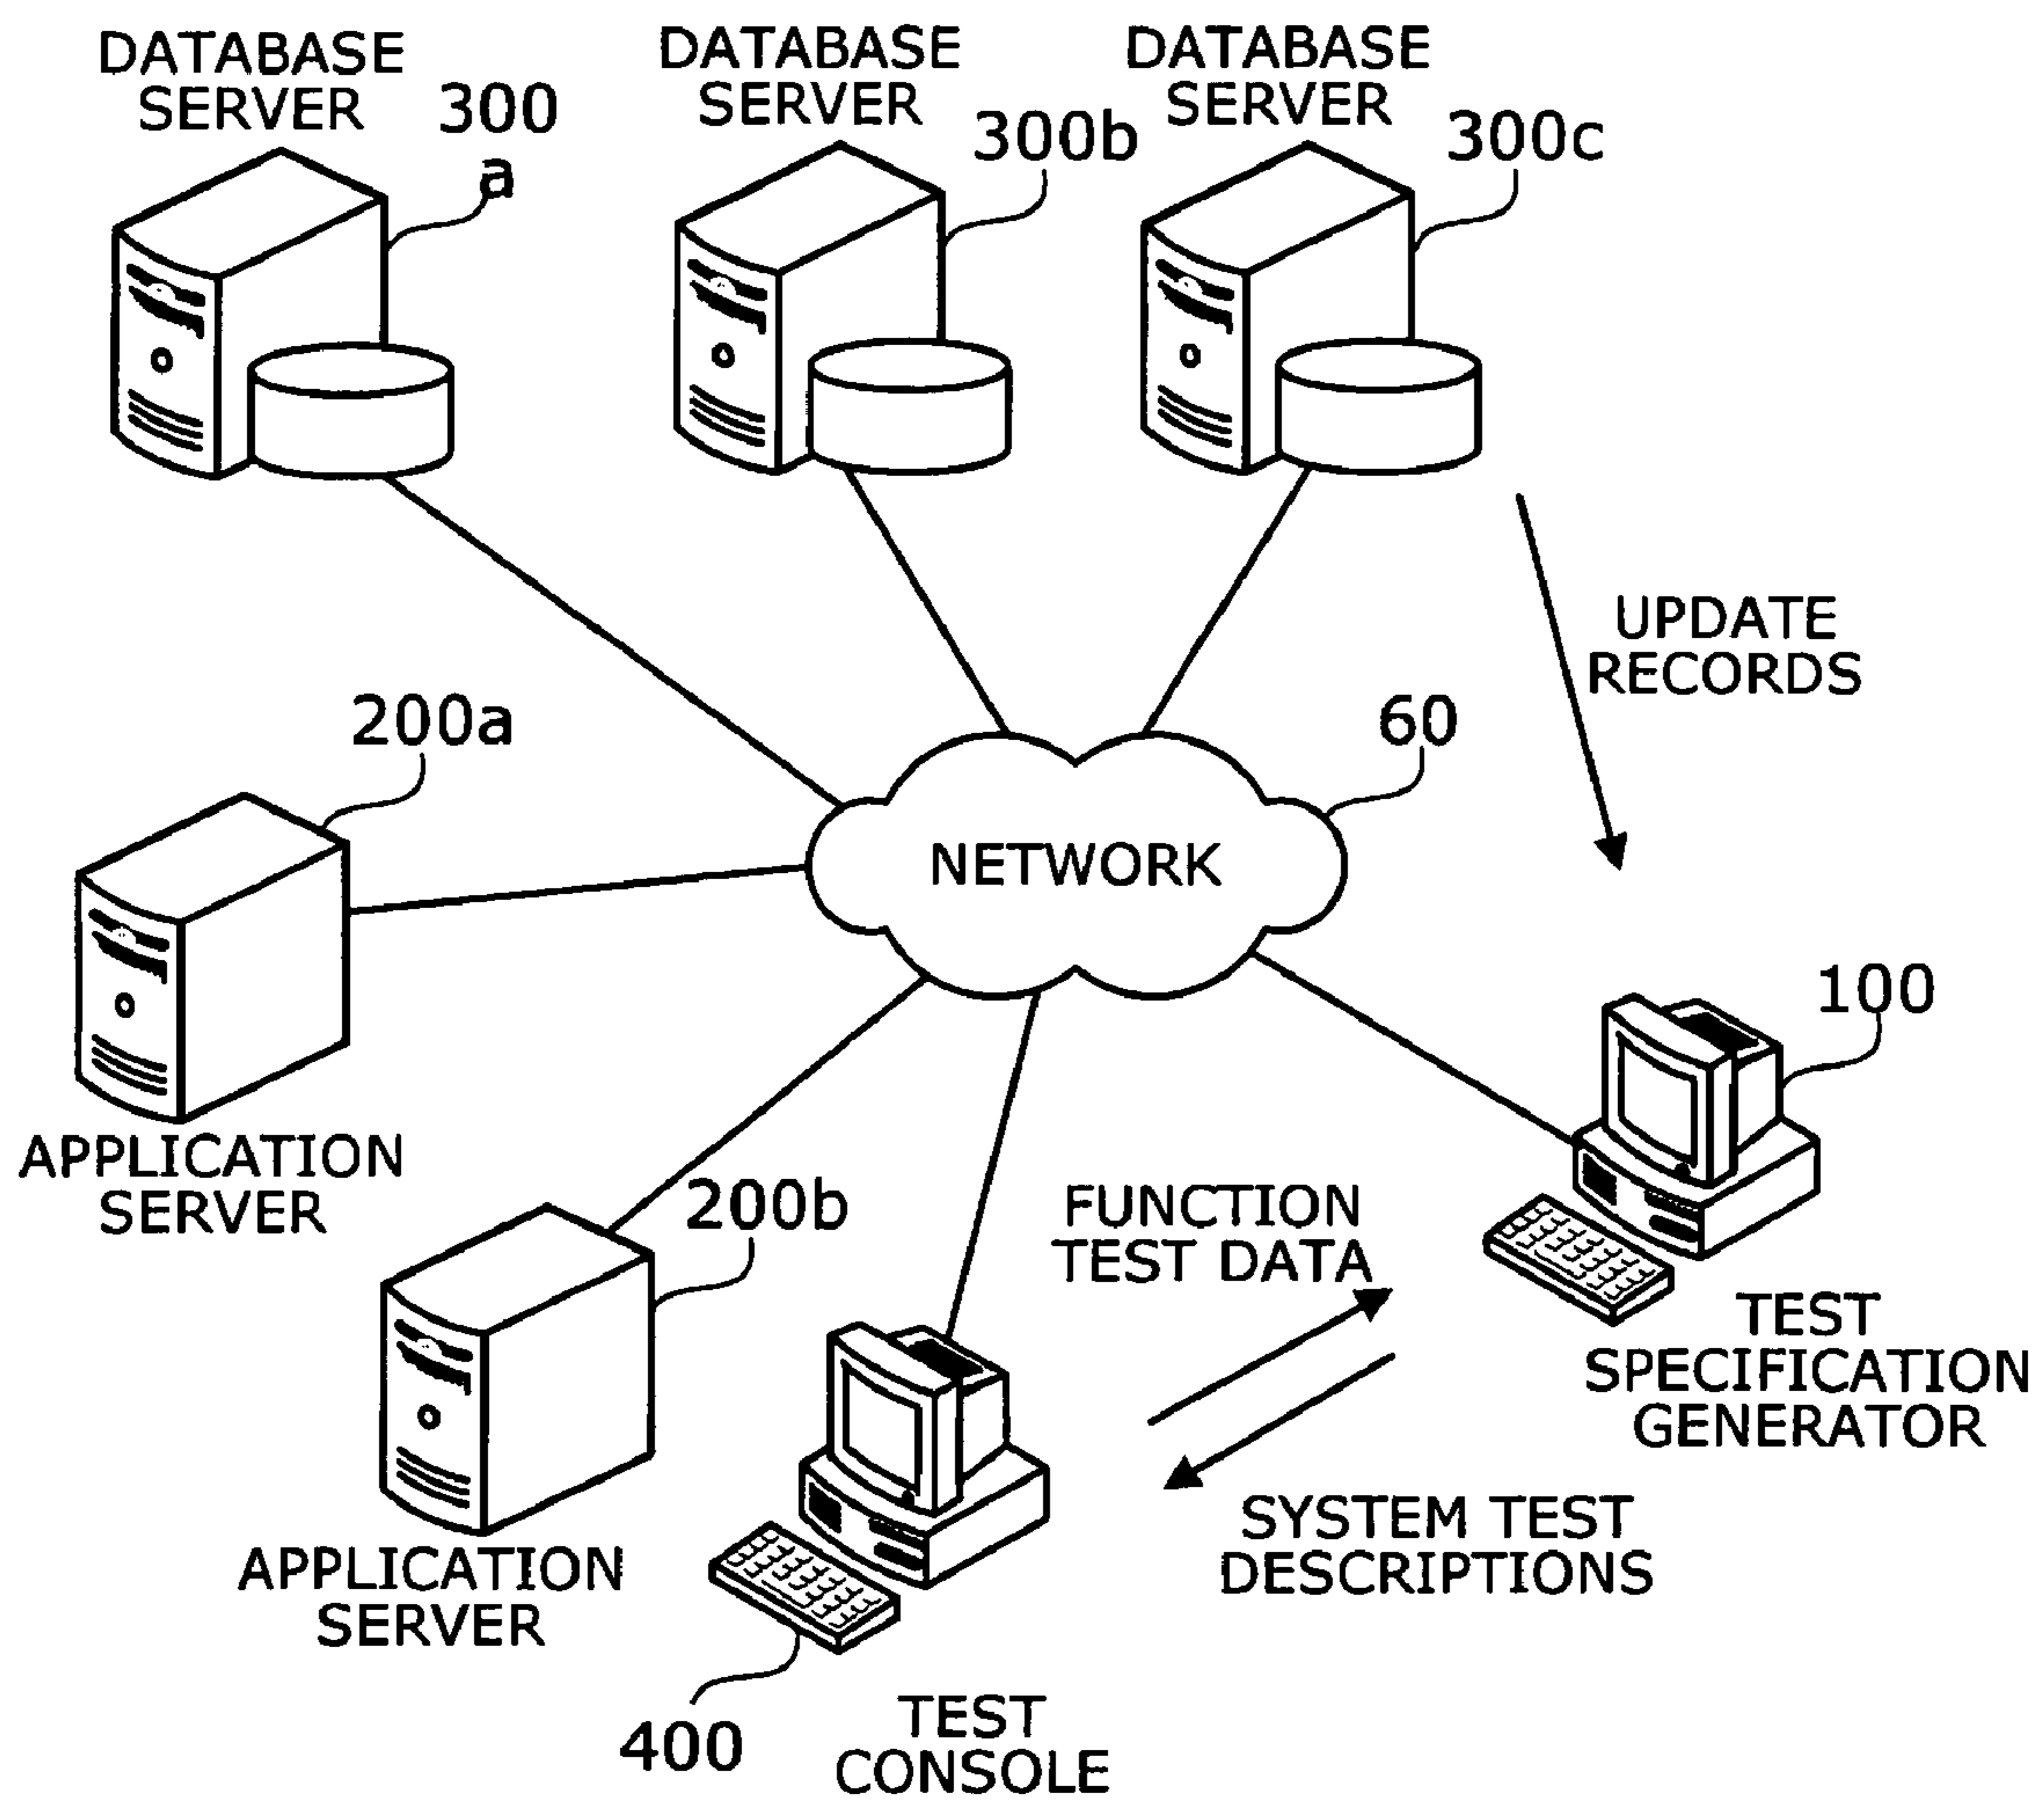 DATABASE
SERVER
300
a
DATABASE
SERVER
300b
DATABASE
SERVER
300c
UPDATE
RECORDS
200a
60
NETWORK
100
APPLICATION
SERVER
200b
FUNCTION
TEST DATA
TEST
SPECIFICATION
GENERATOR
SYSTEM TEST
DESCRIPTIONS
APPLICATION
SERVER
400
TEST
CONSOLE